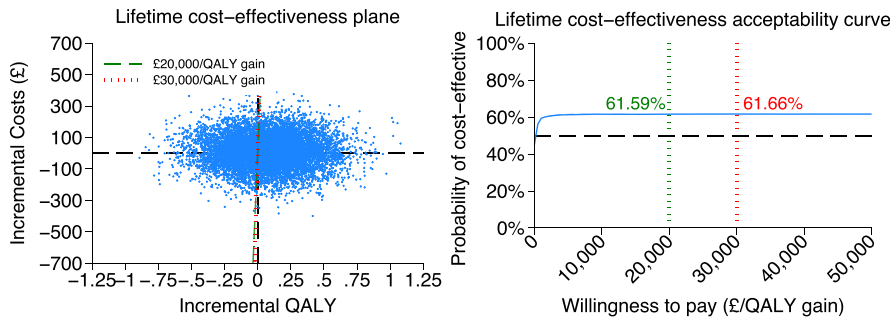 Lifetime cost−effectiveness plane
700
500
300
100
−100
−300
−500
−700
Incremental Costs (£)
£20,000/QALY gain
£30,000/QALY gain
−1.25 −1 −.75 −.5 −.25 0 .25 .5 .75 1 1.25
Incremental QALY
Lifetime cost−effectiveness acceptability curve
100%
80%
60%
40%
20%
0%
Probability of cost−effective
61.59%
61.66%
0 10,000 20,000 30,000 40,000 50,000
Willingness to pay (£/QALY gain)